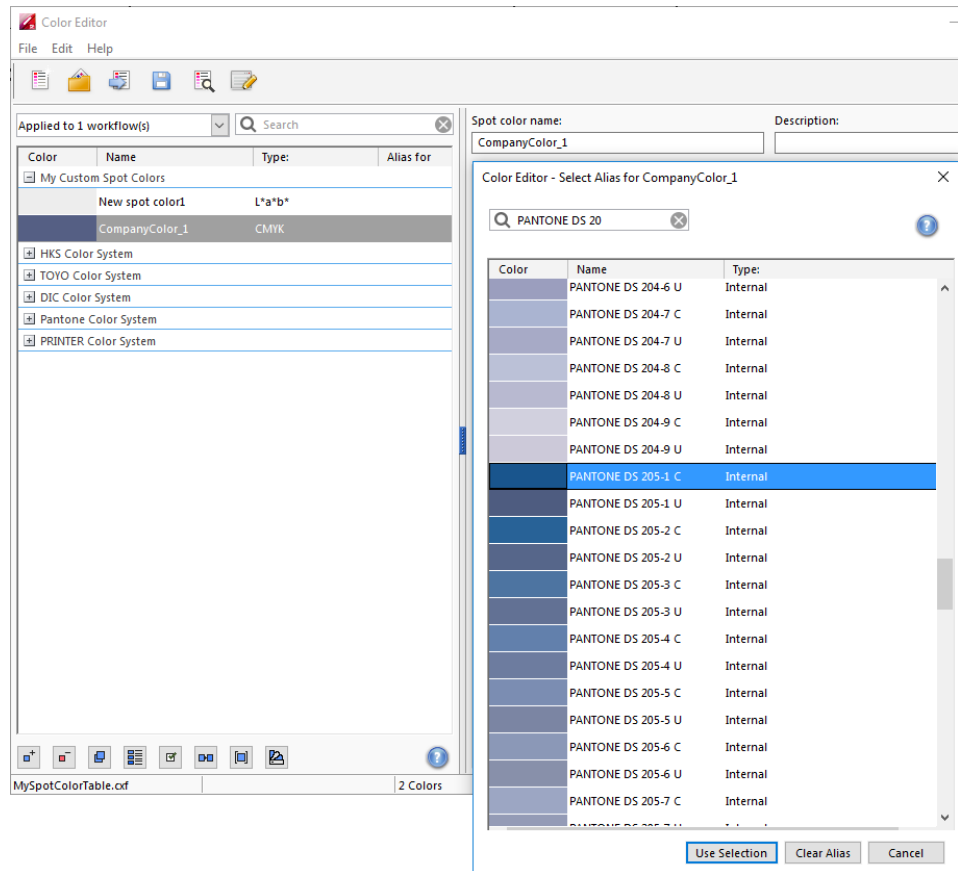 Color Editor
File Edit Help
Applied to 1 workflow(s)
Search
Color Name Type: Alias for
My Custom Spot Colors
New spot color1 L*a*b*
CompanyColor_1 CMYK
HKS Color System
TOYO Color System
DIC Color System
Pantone Color System
PRINTER Color System
MySpotColorTable.cxf 2 Colors
Spot color name: Description:
CompanyColor_1
Color Editor - Select Alias for CompanyColor_1
PANTONE DS 20
Color Name Type:
PANTONE DS 204-6 U Internal
PANTONE DS 204-7 C Internal
PANTONE DS 204-7 U Internal
PANTONE DS 204-8 C Internal
PANTONE DS 204-8 U Internal
PANTONE DS 204-9 C Internal
PANTONE DS 204-9 U Internal
PANTONE DS 205-1 C Internal
PANTONE DS 205-1 U Internal
PANTONE DS 205-2 C Internal
PANTONE DS 205-2 U Internal
PANTONE DS 205-3 C Internal
PANTONE DS 205-3 U Internal
PANTONE DS 205-4 C Internal
PANTONE DS 205-4 U Internal
PANTONE DS 205-5 C Internal
PANTONE DS 205-5 U Internal
PANTONE DS 205-6 C Internal
PANTONE DS 205-6 U Internal
PANTONE DS 205-7 C Internal
Use Selection Clear Alias Cancel